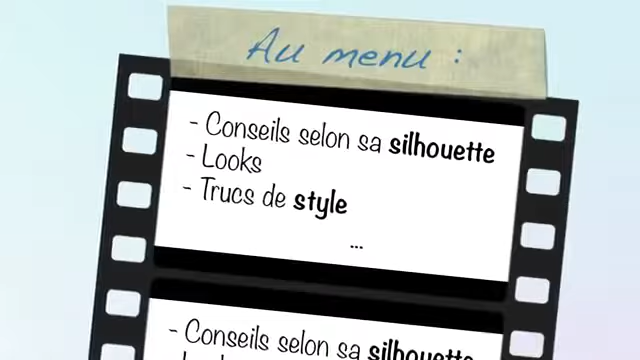 Au menu :
- Conseils selon sa silhouette
- Looks
- Trucs de style
...
- Conseils selon sa silhouette